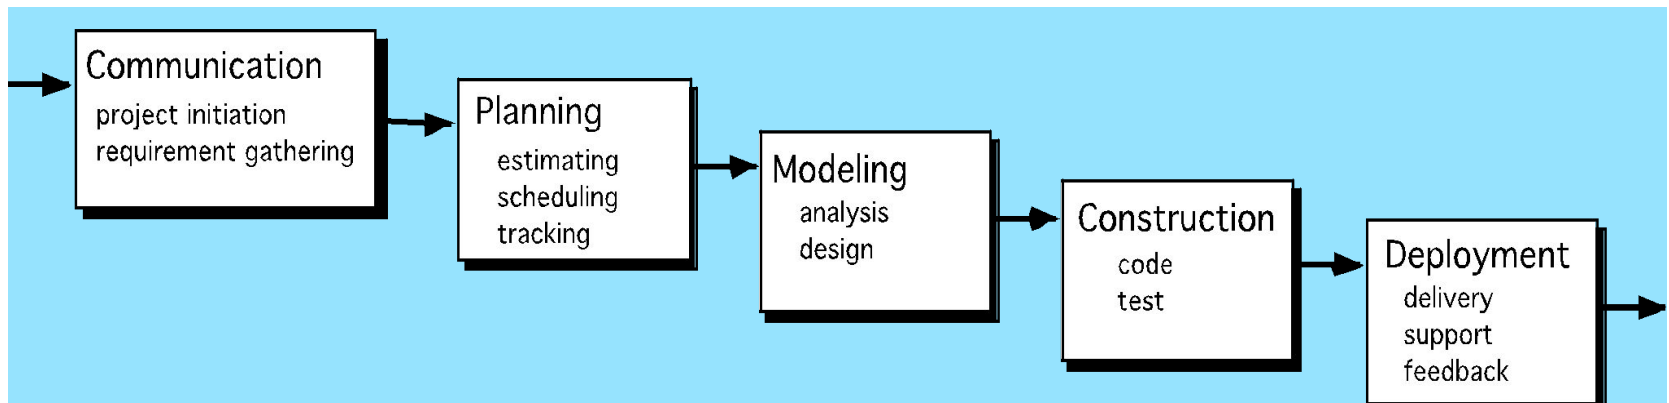 Communication
project initiation
requirement gathering
Planning
estimating
scheduling
tracking
Modeling
analysis
design
Construction
code
test
Deployment
delivery
support
feedback